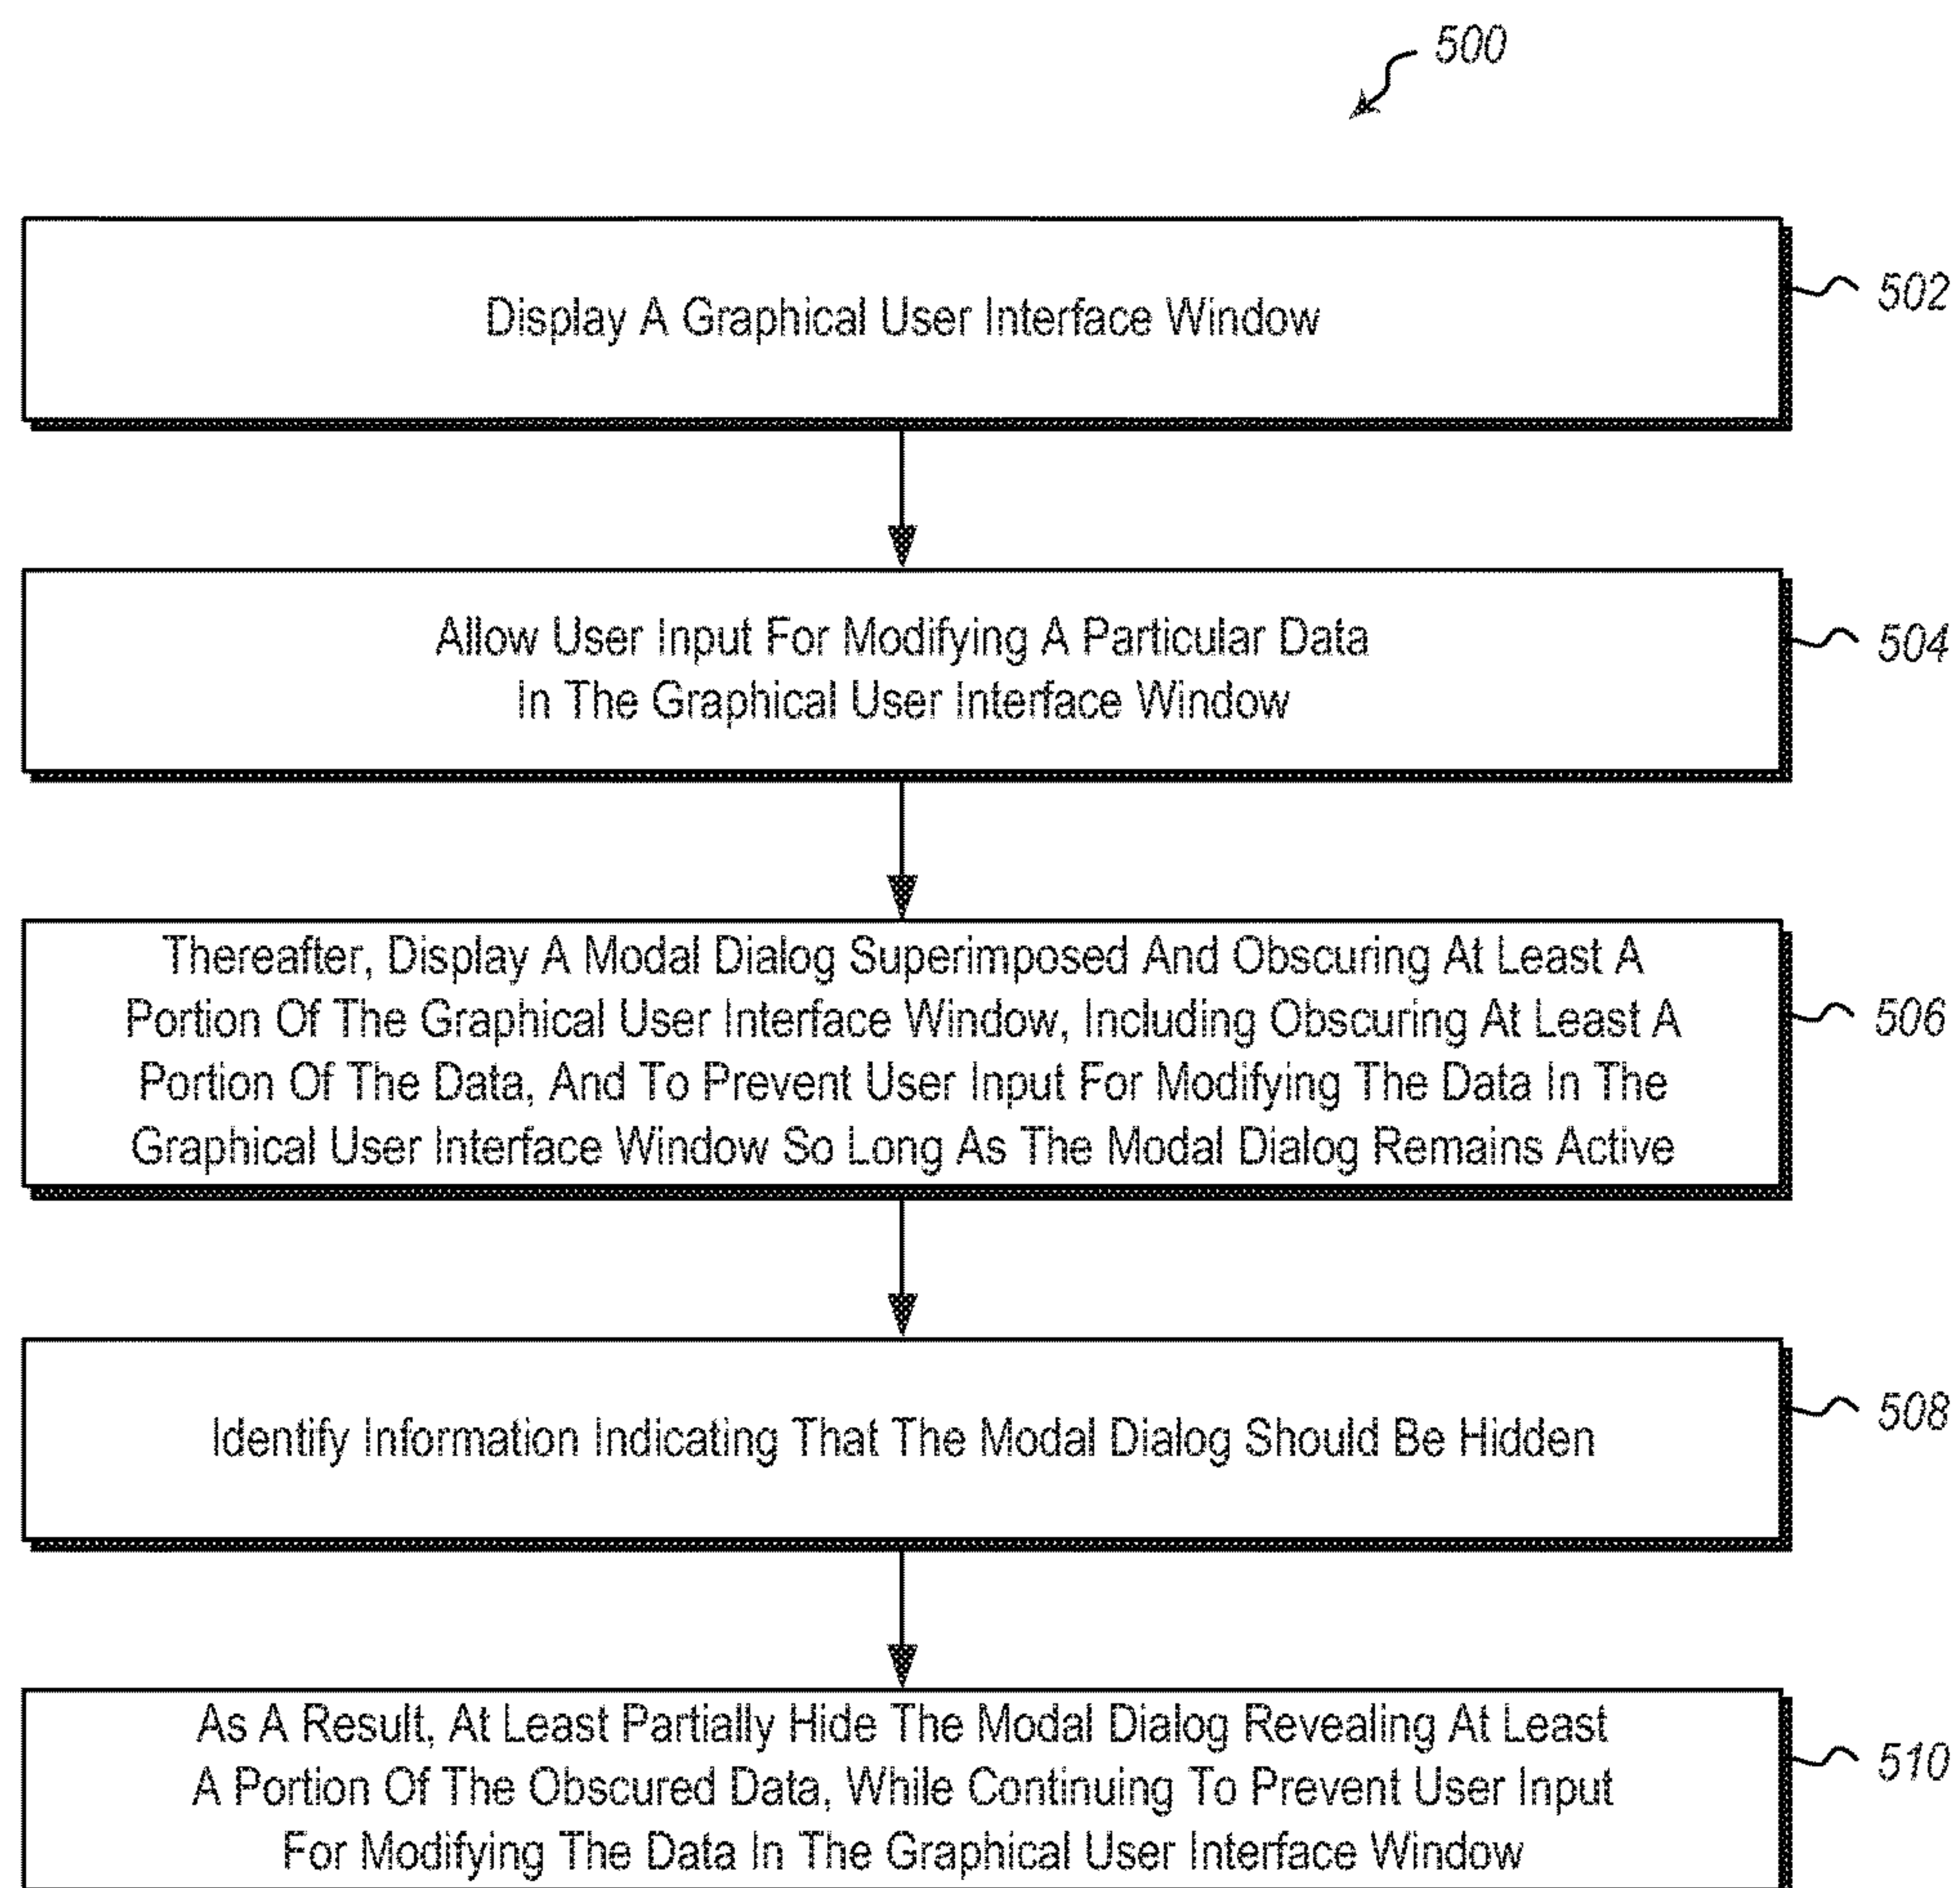 500
Display A Graphical User Interface Window
502
Allow User Input For Modifying A Particular Data
In The Graphical User Interface Window
504
Thereafter, Display A Modal Dialog Superimposed And Obscuring At Least A
Portion Of The Graphical User Interface Window, Including Obscuring At Least A
Portion Of The Data, And To Prevent User Input For Modifying The Data In The
Graphical User Interface Window So Long As The Modal Dialog Remains Active
506
Identify Information Indicating That The Modal Dialog Should Be Hidden
508
As A Result, At Least Partially Hide The Modal Dialog Revealing At Least
A Portion Of The Obscured Data, While Continuing To Prevent User Input
For Modifying The Data In The Graphical User Interface Window
510